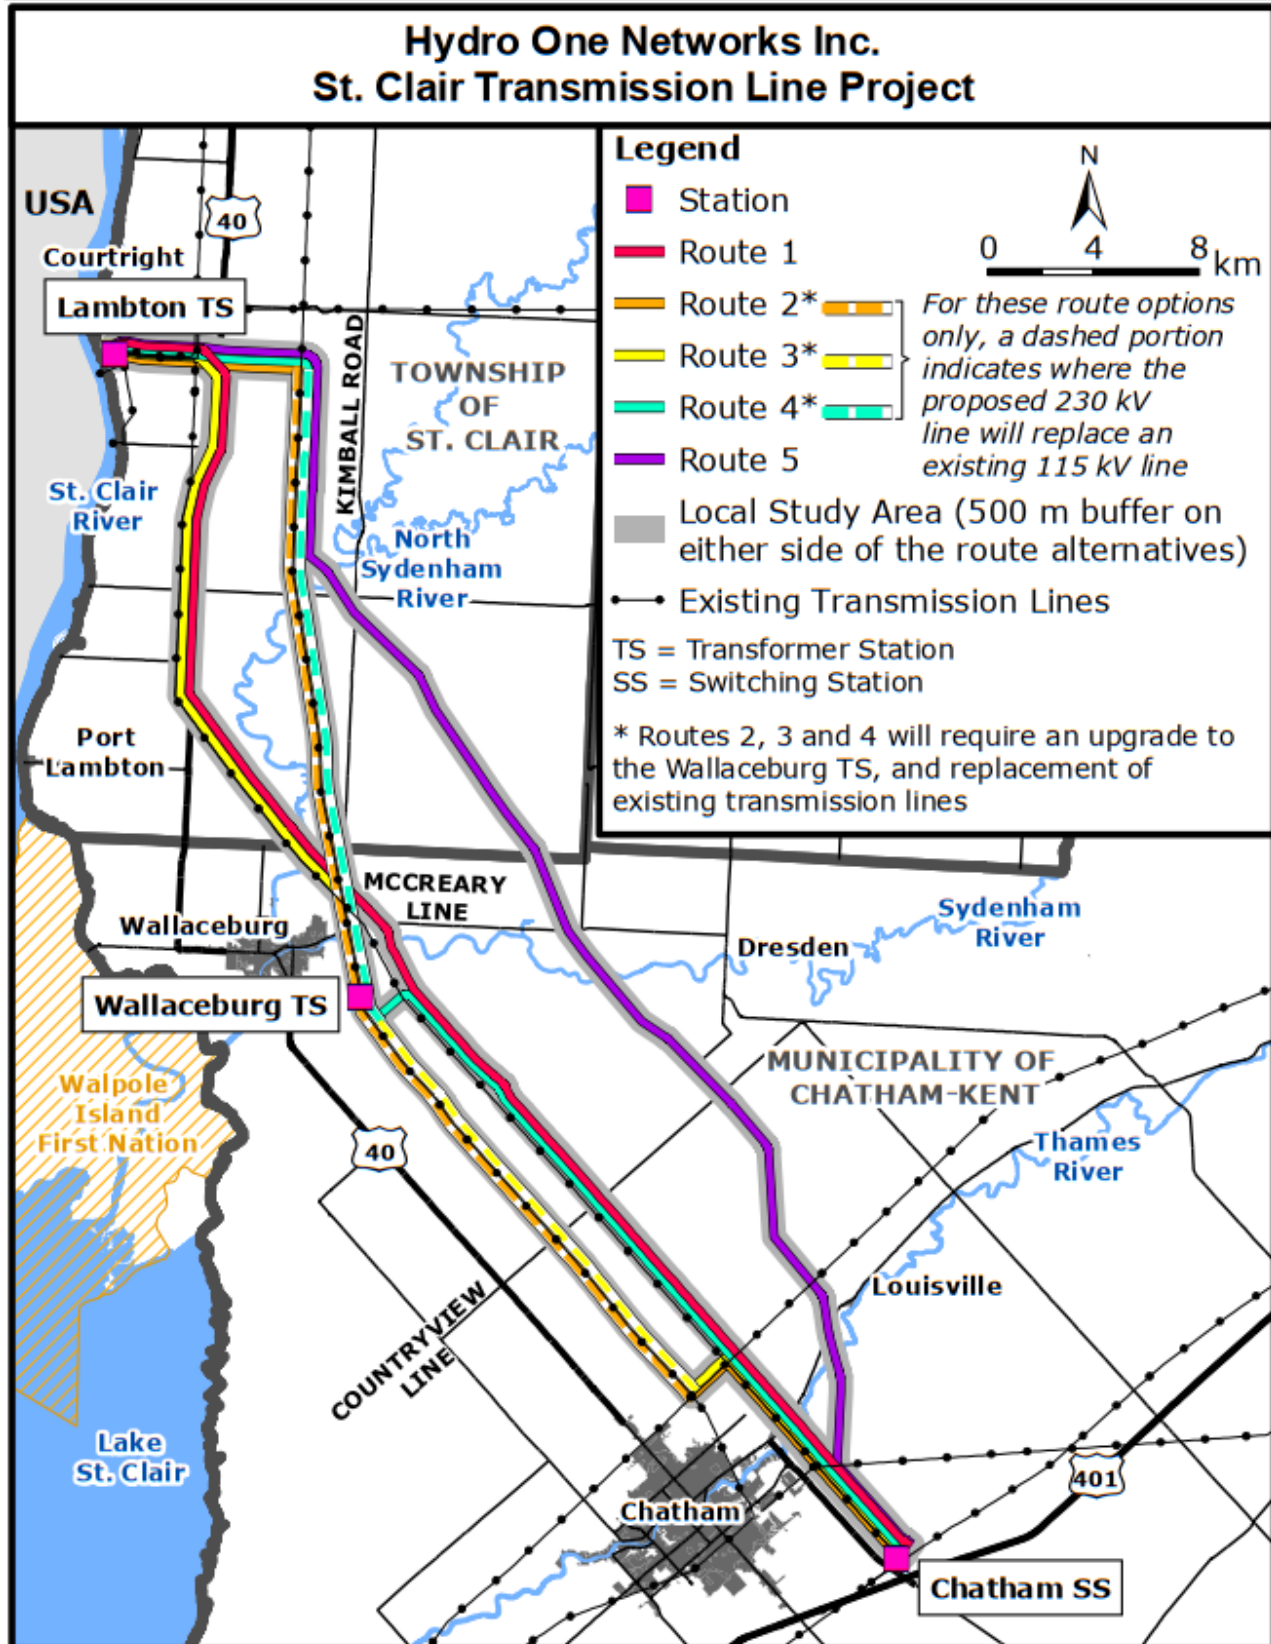 Hydro One Networks Inc.
St. Clair Transmission Line Project
Legend
Station
Route 1
Route 2*
Route 3*
Route 4*
Route 5
For these route options
only, a dashed portion
indicates where the
proposed 230 kV
line will replace an
existing 115 kV line
Local Study Area (500 m buffer on
either side of the route alternatives)
Existing Transmission Lines
TS = Transformer Station
SS = Switching Station
* Routes 2, 3 and 4 will require an upgrade to
the Wallaceburg TS, and replacement of
existing transmission lines
N
0 4 8 km
USA
40
Courtright
Lambton TS
KIMBALL ROAD
TOWNSHIP
OF
ST. CLAIR
St. Clair
River
North
Sydenham
River
Port
Lambton
MCCREARY
LINE
Wallaceburg
Sydenham
River
Dresden
Wallaceburg TS
MUNICIPALITY OF
CHATHAM-KENT
Walpole
Island
First Nation
40
Thames
River
Louisville
COUNTRYVIEW
LINE
Lake
St. Clair
401
Chatham
Chatham SS